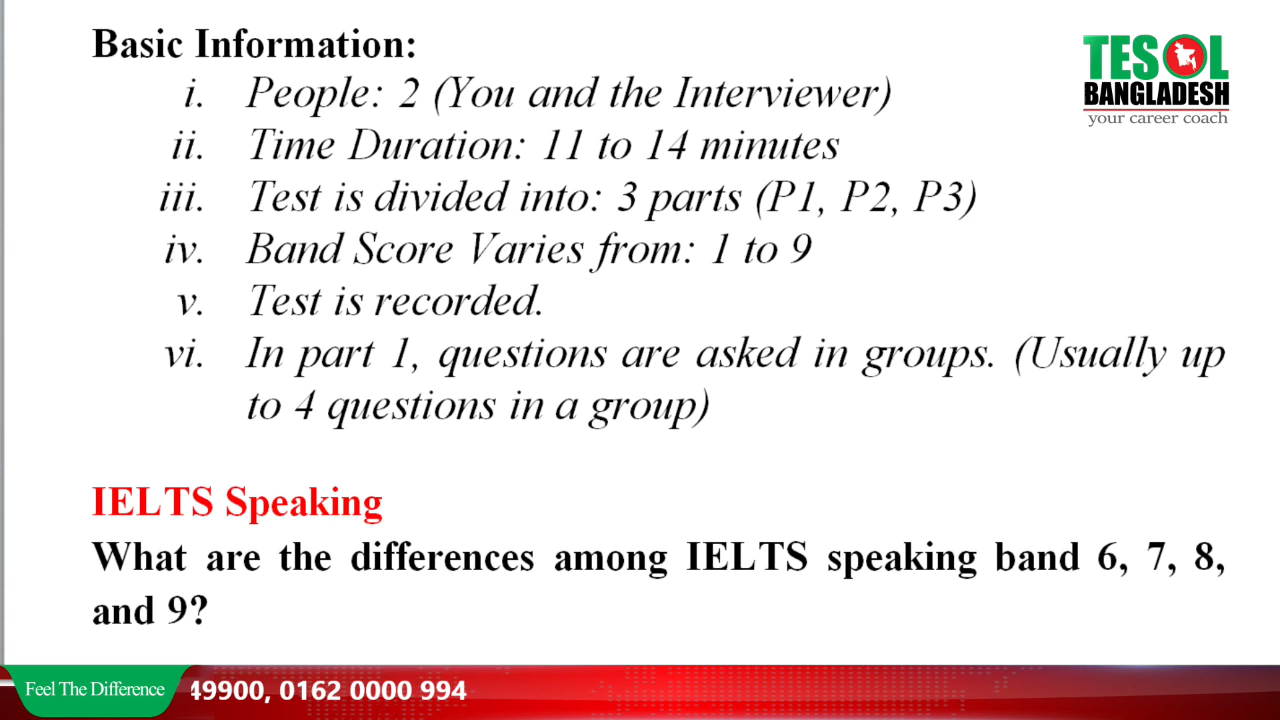 Basic Information:
i. People: 2 (You and the Interviewer)
ii. Time Duration: 11 to 14 minutes
iii. Test is divided into: 3 parts (P1, P2, P3)
iv. Band Score Varies from: 1 to 9
v. Test is recorded.
vi. In part 1, questions are asked in groups. (Usually up
to 4 questions in a group)
IELTS Speaking
What are the differences among IELTS speaking band 6, 7, 8,
and 9?
TESOL
BANGLADESH
your career coach
Feel The Difference
49900, 0162 0000 994